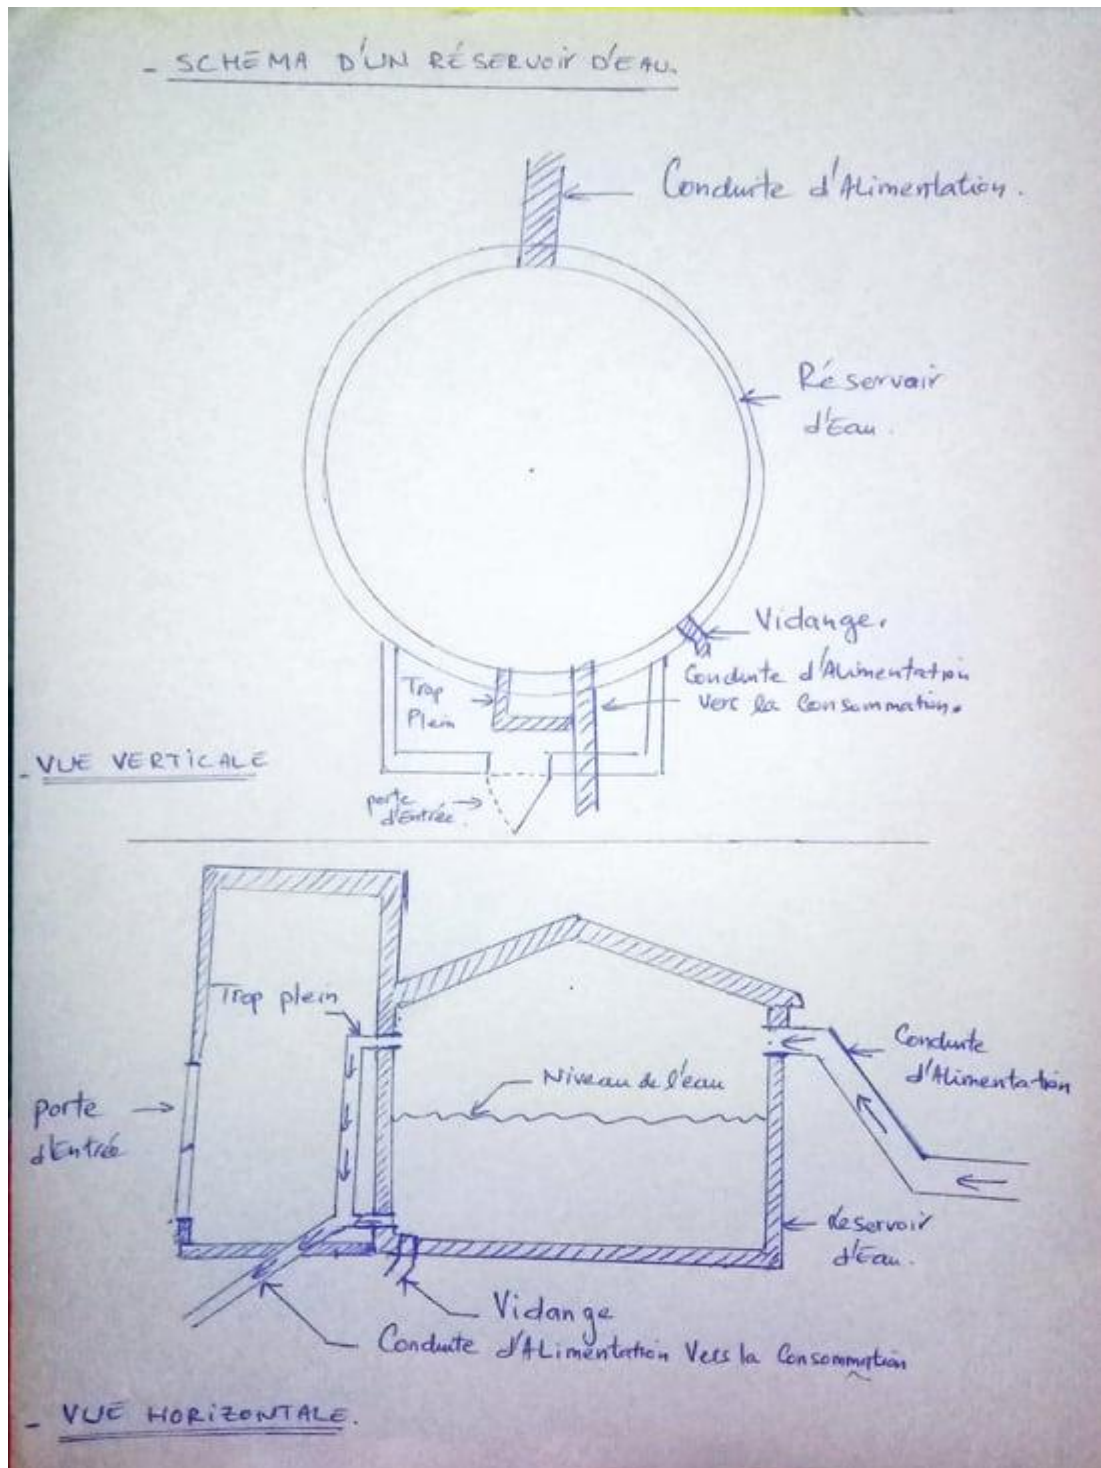 - SCHEMA D'UN RÉSERVOIR D'EAU.
Conduite d'Alimentation.
Réservoir
d'Eau.
Vidange.
Conduite d'Alimentation
vers la Consommation.
Trop
Plein
- VUE VERTICALE
porte
d'Entrée.
Trop plein
Niveau de l'eau
Conduite
d'Alimentation
porte
d'Entrée
Réservoir
d'Eau.
Vidange
Conduite d'Alimentation Vers la Consommation
- VUE HORIZONTALE.